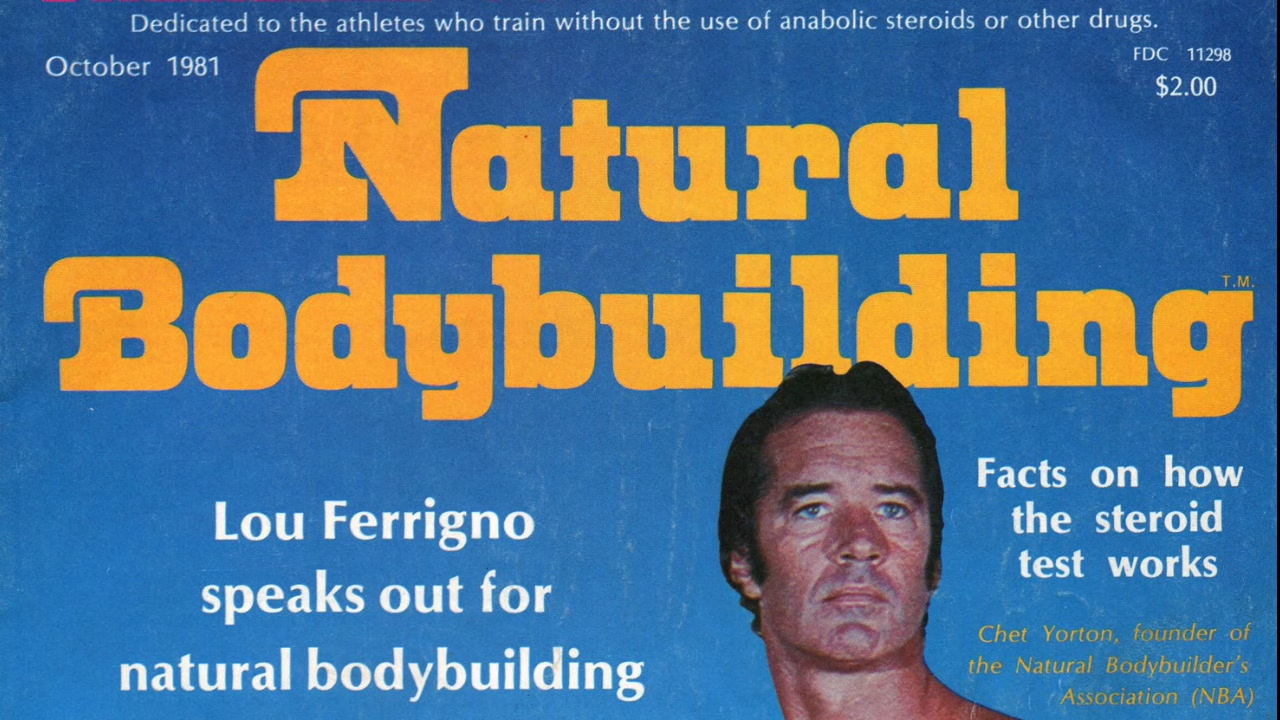 Dedicated to the athletes who train without the use of anabolic steroids or other drugs.
October 1981
FDC 11298
$2.00
Natural
Bodybuilding
T.M.
Lou Ferrigno
speaks out for
natural bodybuilding
Facts on how
the steroid
test works
Chet Yorton, founder of
the Natural Bodybuilder's
Association (NBA)